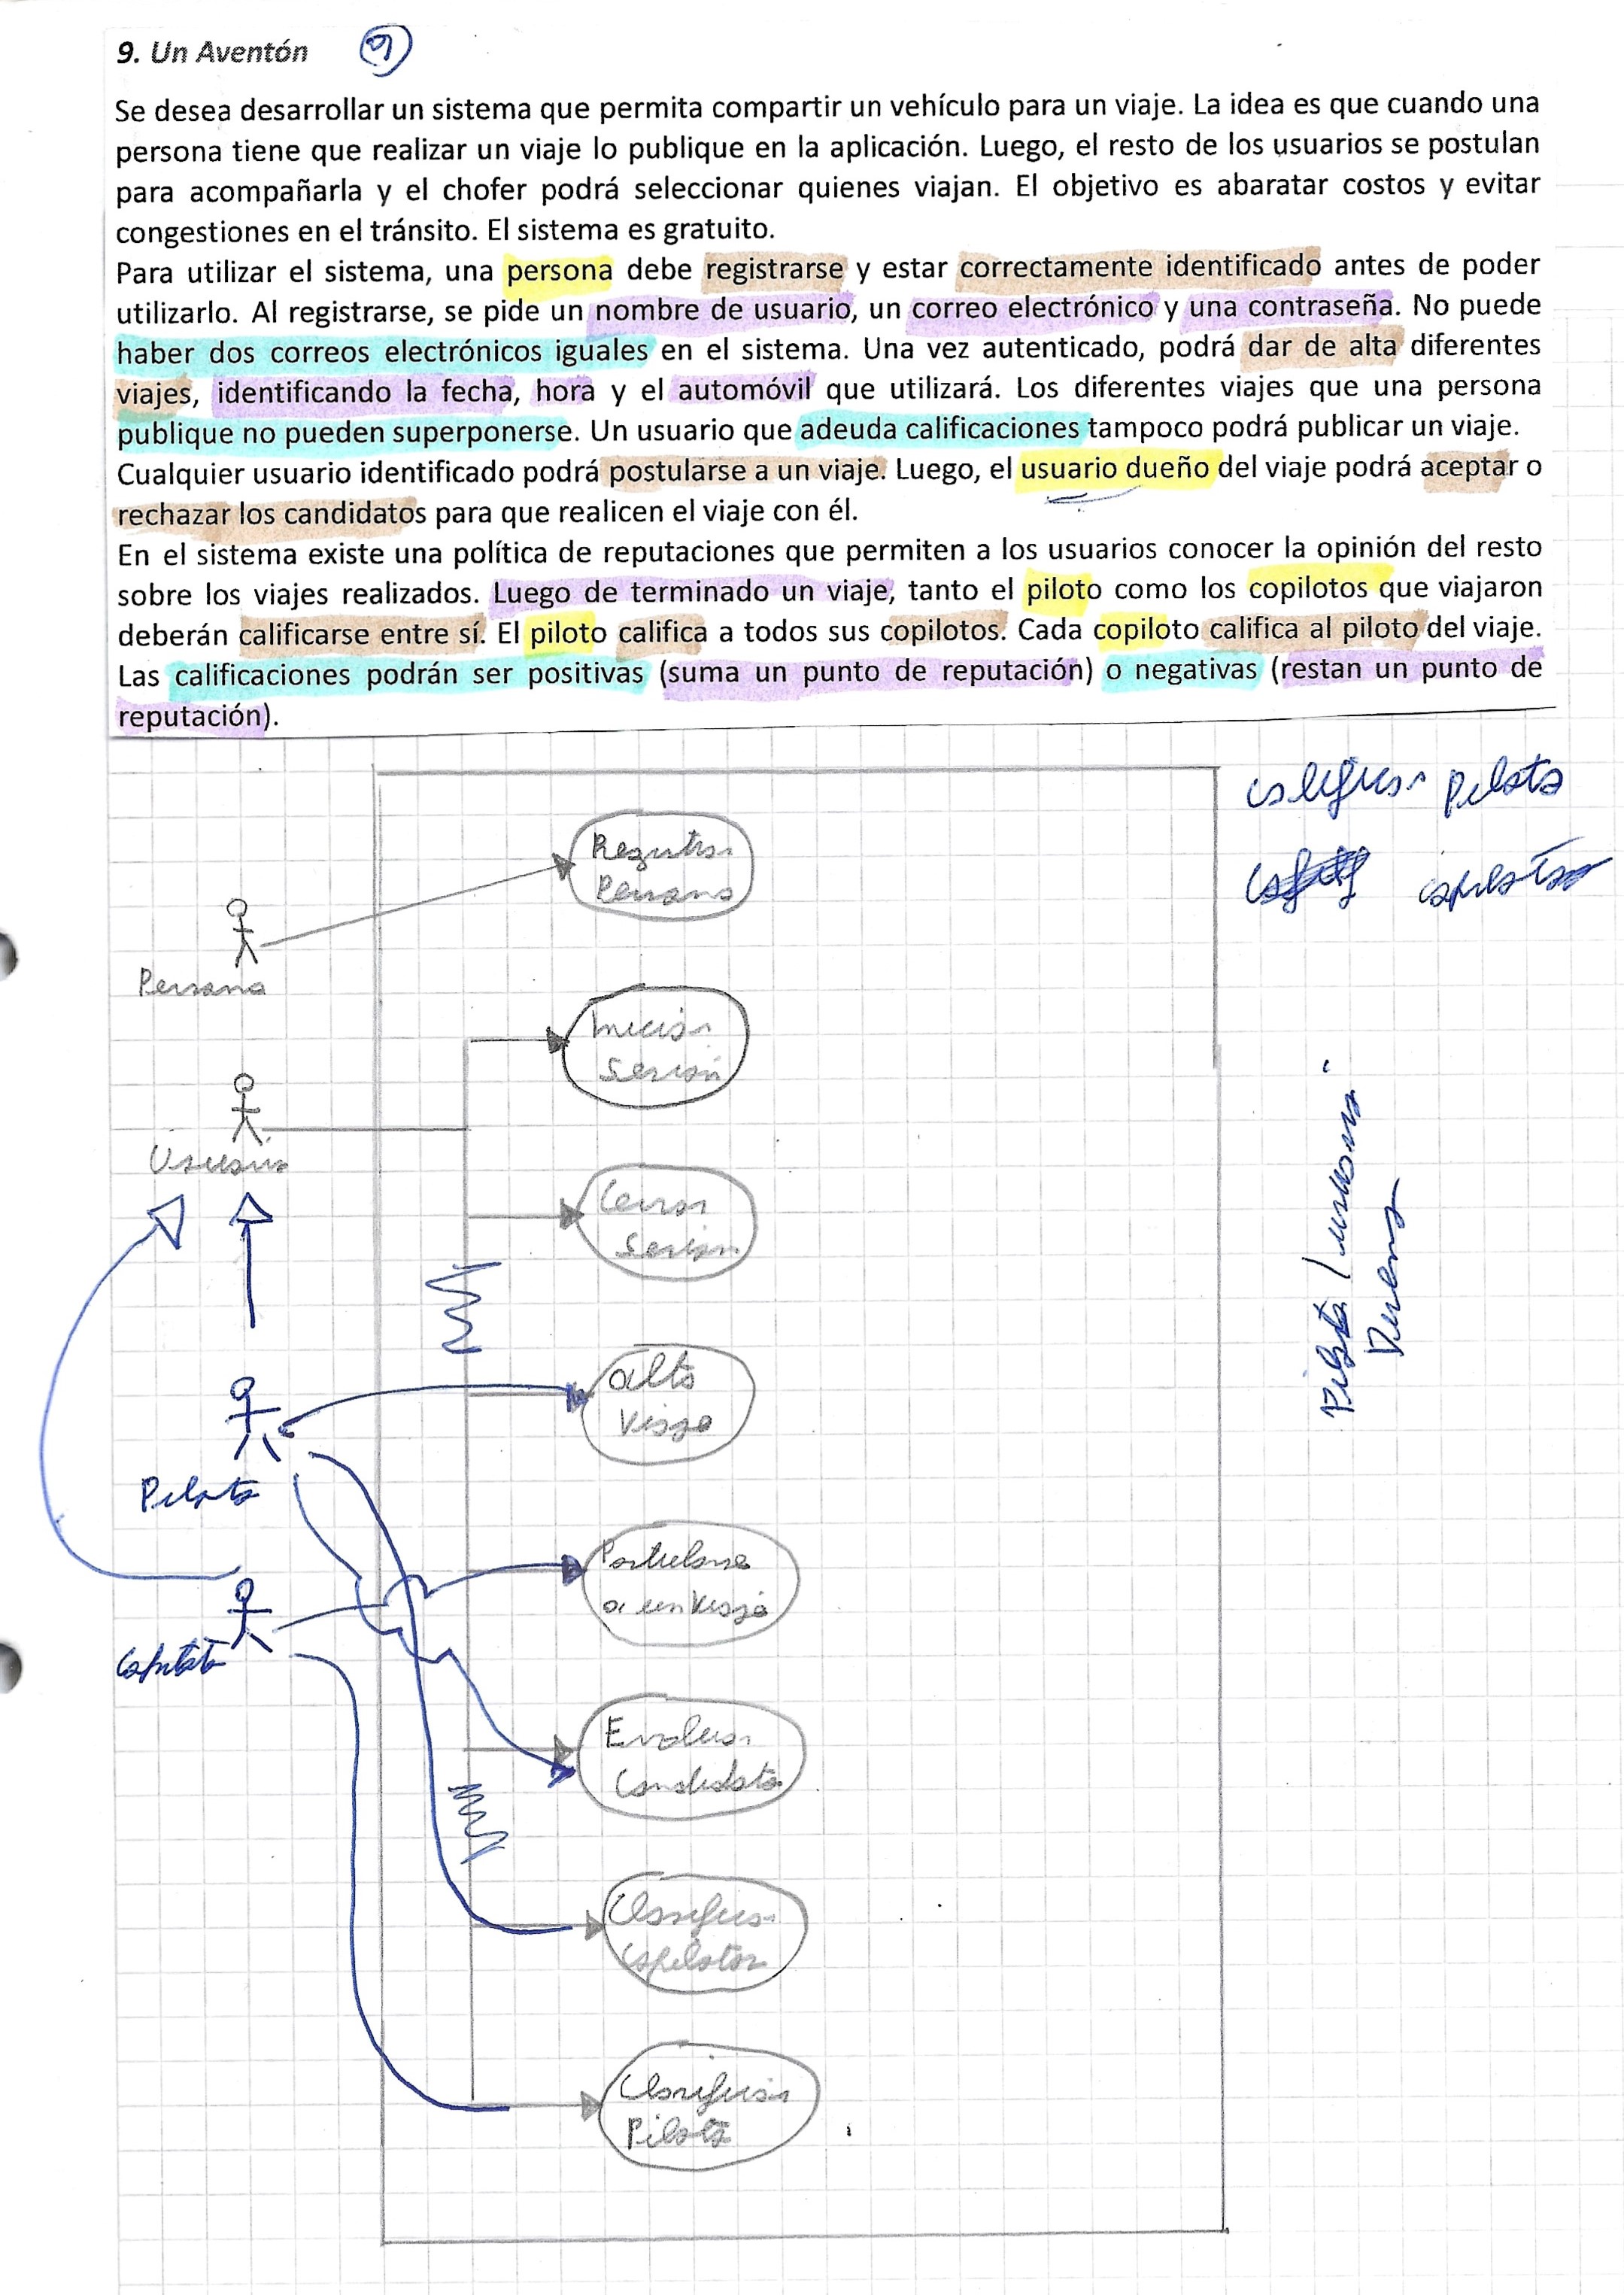 9. Un Aventón 9
Se desea desarrollar un sistema que permita compartir un vehículo para un viaje. La idea es que cuando una
persona tiene que realizar un viaje lo publique en la aplicación. Luego, el resto de los usuarios se postulan
para acompañarla y el chofer podrá seleccionar quienes viajan. El objetivo es abaratar costos y evitar
congestiones en el tránsito. El sistema es gratuito.
Para utilizar el sistema, una persona debe registrarse y estar correctamente identificado antes de poder
utilizarlo. Al registrarse, se pide un nombre de usuario, un correo electrónico y una contraseña. No puede
haber dos correos electrónicos iguales en el sistema. Una vez autenticado, podrá dar de alta diferentes
viajes, identificando la fecha, hora y el automóvil que utilizará. Los diferentes viajes que una persona
publique no pueden superponerse. Un usuario que adeuda calificaciones tampoco podrá publicar un viaje.
Cualquier usuario identificado podrá postularse a un viaje. Luego, el usuario dueño del viaje podrá aceptar o
rechazar los candidatos para que realicen el viaje con él.
En el sistema existe una política de reputaciones que permiten a los usuarios conocer la opinión del resto
sobre los viajes realizados. Luego de terminado un viaje, tanto el piloto como los copilotos que viajaron
deberán calificarse entre sí. El piloto califica a todos sus copilotos. Cada copiloto califica al piloto del viaje.
Las calificaciones podrán ser positivas (suma un punto de reputación) o negativas (restan un punto de
reputación).
calificar piloto
copiloto
Registrar
Persona
Persona
Iniciar
Sesión
Usuario
Cerrar
Sesión
Piloto / usuario
Dueño
alta
Viaje
Piloto
Postularse
a un Viaje
Copiloto
Evaluar
Candidato
Clasificar
Copilotos
Clasificar
Piloto